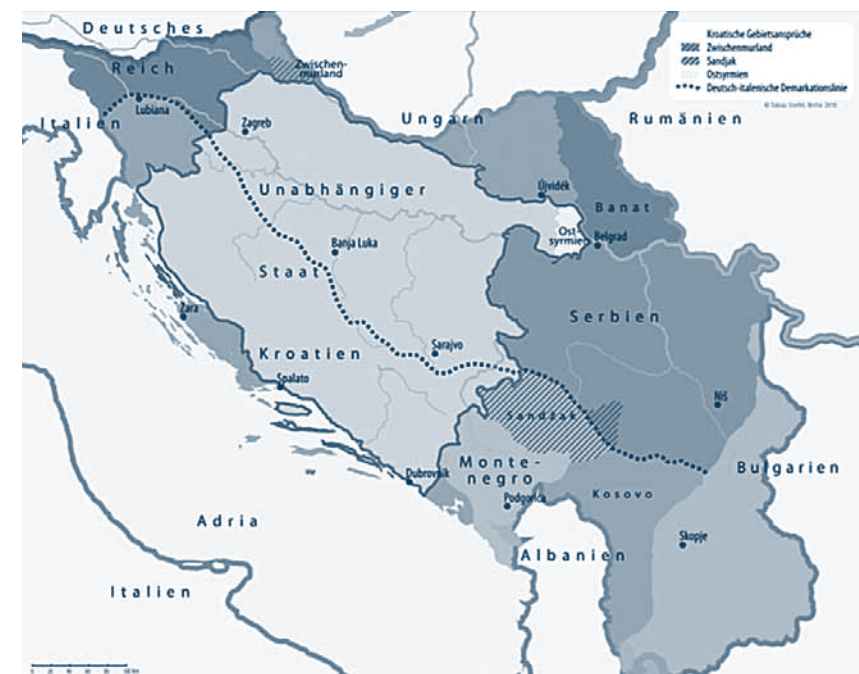 Deutsches
Reich
Zwischen-
murland
Kroatische Gebietsansprüche
Zwischenmurland
Sandjak
Ostsyrmien
Deutsch-italienische Demarkationslinie
Italien
Lubiana
Zagreb
Ungarn
Rumänien
Unabhängiger
Újvidék
Banat
Ost-
syrmien
Belgrad
Banja Luka
Staat
Zara
Serbien
Kroatien
Sarajvo
Spalato
Sandžak
Niš
Monte-
negro
Dubrovnik
Bulgarien
Kosovo
Podgorica
Adria
Skopje
Albanien
Italien